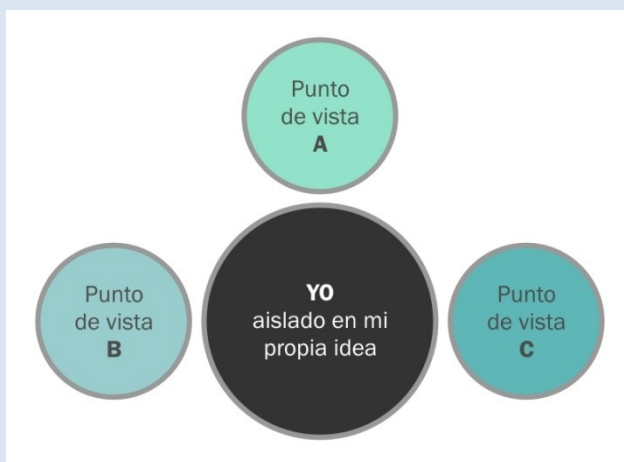 Punto
de vista
A
YO
aislado en mi
propia idea
Punto
de vista
B
Punto
de vista
C